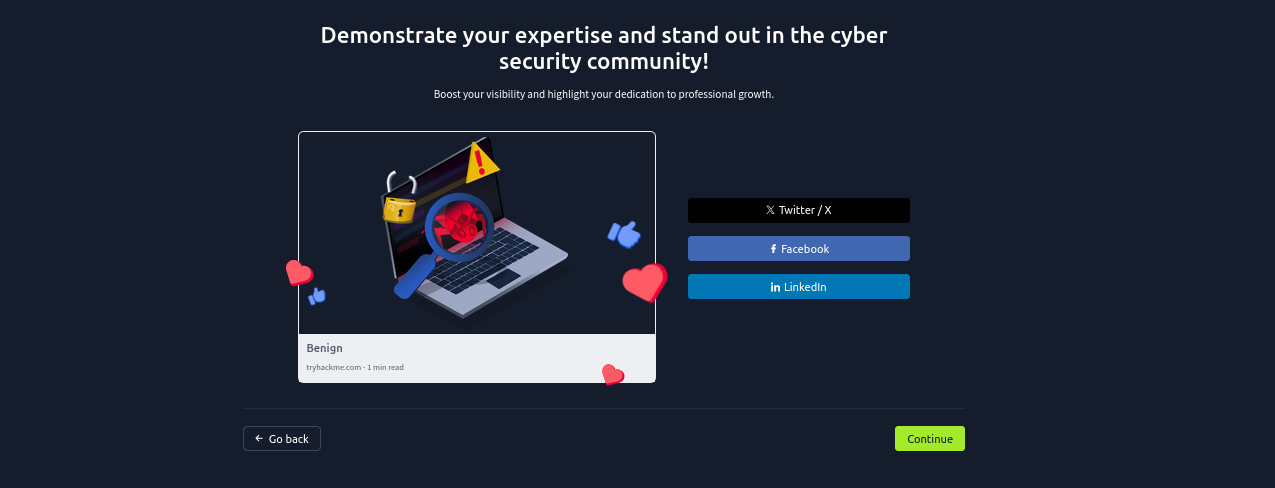 Demonstrate your expertise and stand out in the cyber
security community!
Boost your visibility and highlight your dedication to professional growth.
𝕏 Twitter / X
f Facebook
in LinkedIn
Benign
tryhackme.com - 1 min read
← Go back
Continue